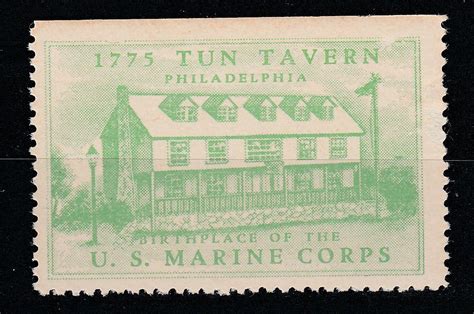 1775 TUN TAVERN
PHILADELPHIA
BIRTHPLACE OF THE
U. S. MARINE CORPS